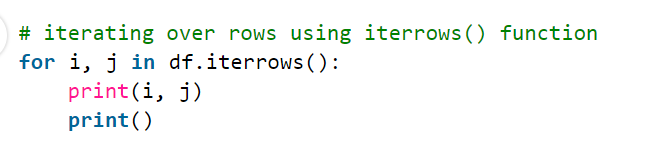 # iterating over rows using iterrows() function
for i, j in df.iterrows():
    print(i, j)
    print()